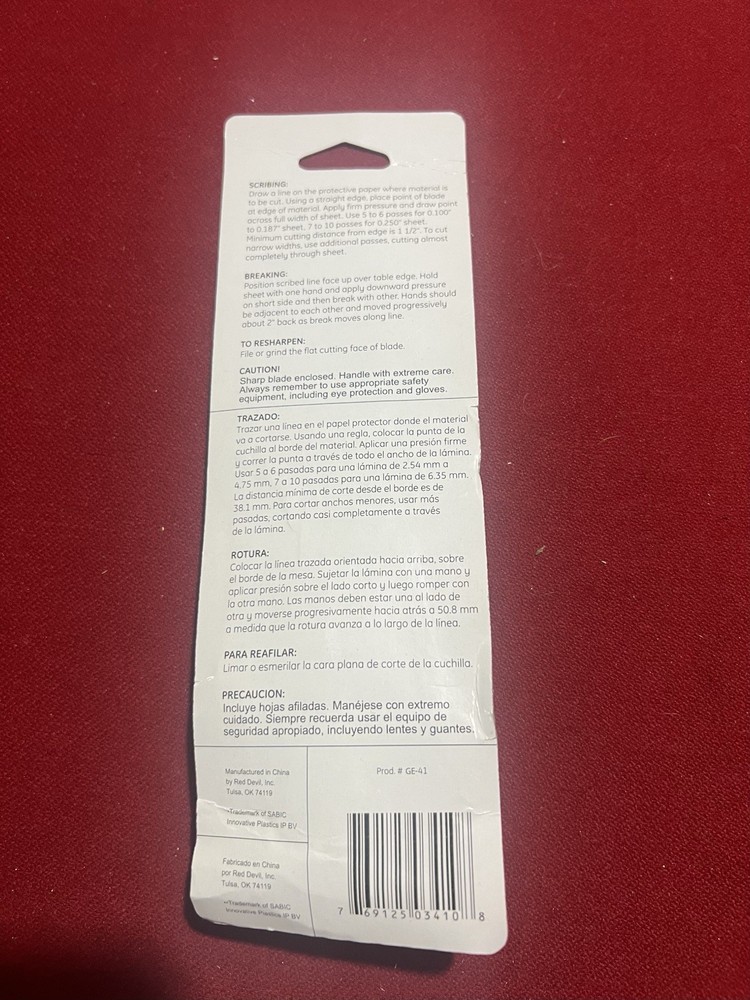 SCRIBING:
Draw a line on the protective paper where material is
to be cut. Using a straight edge, place point of blade
at edge of material. Apply firm pressure and draw point
across full width of sheet. Use 5 to 6 passes for 0.100"
to 0.187" sheet, 7 to 10 passes for 0.250" sheet.
Minimum cutting distance from edge is 1 1/2". To cut
narrow widths, use additional passes, cutting almost
completely through sheet.
BREAKING:
Position scribed line face up over table edge. Hold
sheet with one hand and apply downward pressure
on short side and then break with other. Hands should
be adjacent to each other and moved progressively
about 2" back as break moves along line.
TO RESHARPEN:
File or grind the flat cutting face of blade.
CAUTION!
Sharp blade enclosed. Handle with extreme care.
Always remember to use appropriate safety
equipment, including eye protection and gloves.
TRAZADO:
Trazar una línea en el papel protector donde el material
va a cortarse. Usando una regla, colocar la punta de la
cuchilla al borde del material. Aplicar una presión firme
y correr la punta a través de todo el ancho de la lámina.
Usar 5 a 6 pasadas para una lámina de 2.54 mm a
4.75 mm, 7 a 10 pasadas para una lámina de 6.35 mm.
La distancia mínima de corte desde el borde es de
38.1 mm. Para cortar anchos menores, usar más
pasadas, cortando casi completamente a través
de la lámina.
ROTURA:
Colocar la línea trazada orientada hacia arriba, sobre
el borde de la mesa. Sujetar la lámina con una mano y
aplicar presión sobre el lado corto y luego romper con
la otra mano. Las manos deben estar una al lado de
otra y moverse progresivamente hacia atrás a 50.8 mm
a medida que la rotura avanza a lo largo de la línea.
PARA REAFILAR:
Limar o esmerilar la cara plana de corte de la cuchilla.
PRECAUCION:
Incluye hojas afiladas. Manéjese con extremo
cuidado. Siempre recuerda usar el equipo de
seguridad apropiado, incluyendo lentes y guantes.
Manufactured in China
by Red Devil, Inc.
Tulsa, OK 74119
**Trademark of SABIC
Innovative Plastics IP BV
Fabricado en China
por Red Devil, Inc.
Tulsa, OK 74119
**Trademark of SABIC
Innovative Plastics IP BV
Prod. # GE-41
7 69125 03410 8